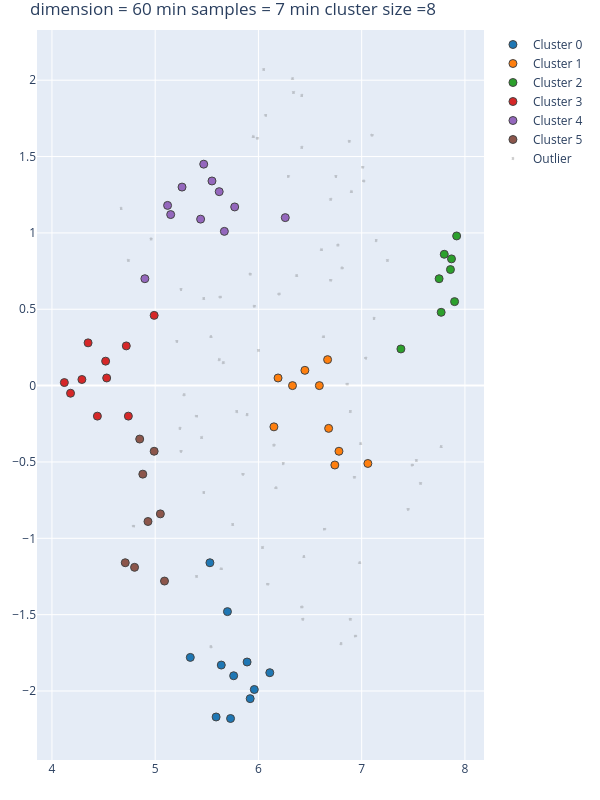 dimension = 60 min samples = 7 min cluster size =8
Cluster 0
Cluster 1
Cluster 2
Cluster 3
Cluster 4
Cluster 5
Outlier
2
1.5
1
0.5
0
−0.5
−1
−1.5
−2
4 5 6 7 8